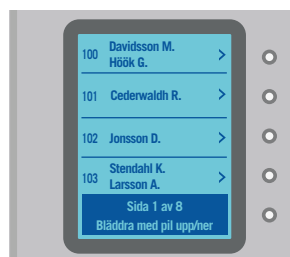 100 Davidsson M. >
Höök G.
101 Cederwaldh R. >
102 Jonsson D. >
103 Stendahl K. >
Larsson A.
Sida 1 av 8
Bläddra med pil upp/ner